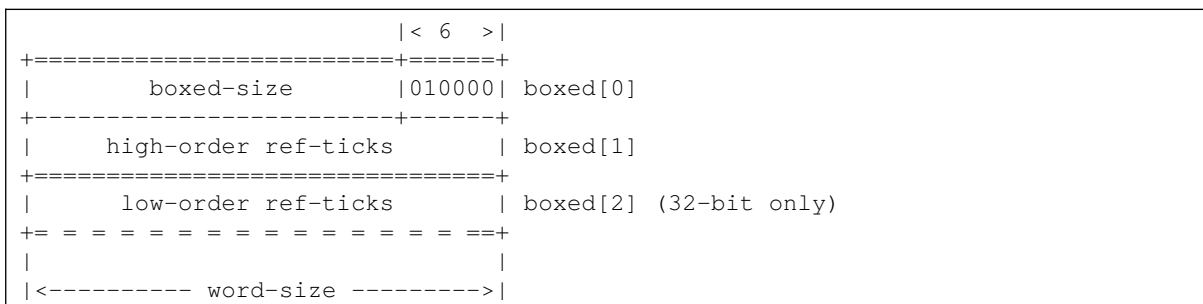 |< 6  >|
+=========================+======+
|        boxed-size       |010000| boxed[0]
+-------------------------+------+
|     high-order ref-ticks       | boxed[1]
+================================+
|      low-order ref-ticks       | boxed[2] (32-bit only)
+= = = = = = = = = = = = = = = ==+
|                                |
|<---------- word-size --------->|